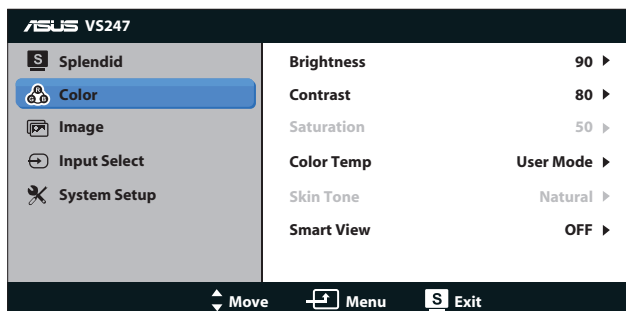 ASUS VS247
S Splendid
R G B Color
Image
Input Select
System Setup
Brightness 90
Contrast 80
Saturation 50
Color Temp User Mode
Skin Tone Natural
Smart View OFF
Move Menu S Exit